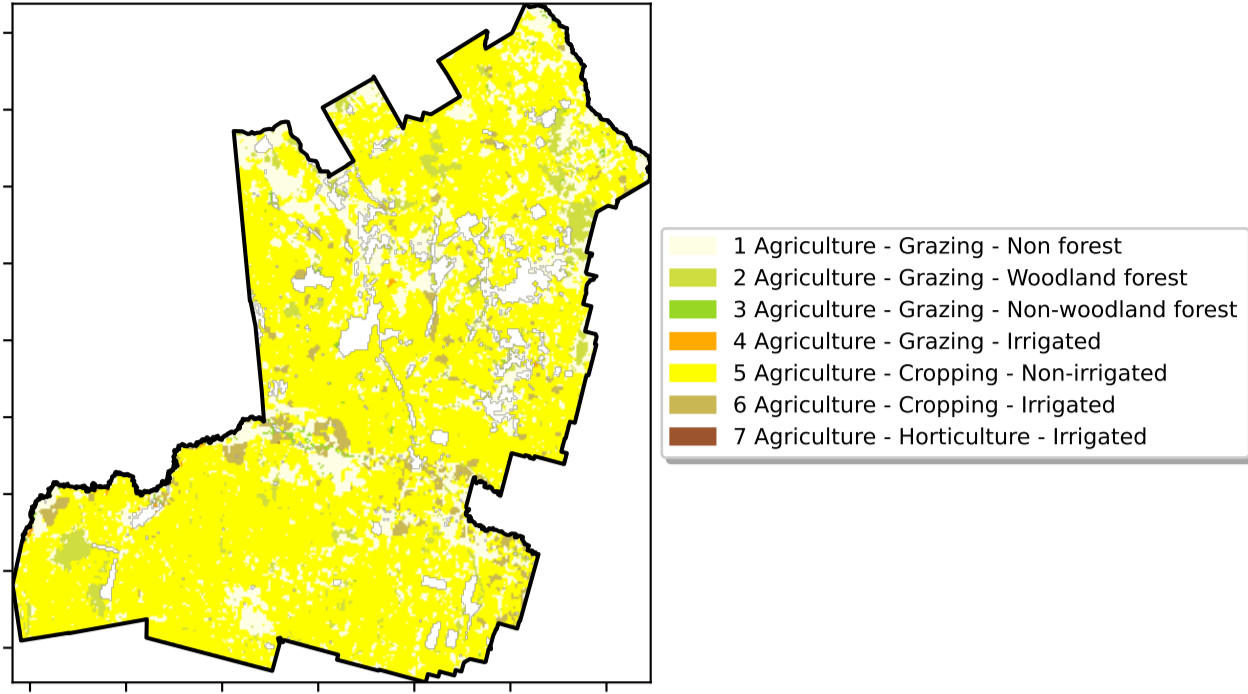 1 Agriculture - Grazing - Non forest
2 Agriculture - Grazing - Woodland forest
3 Agriculture - Grazing - Non-woodland forest
4 Agriculture - Grazing - Irrigated
5 Agriculture - Cropping - Non-irrigated
6 Agriculture - Cropping - Irrigated
7 Agriculture - Horticulture - Irrigated